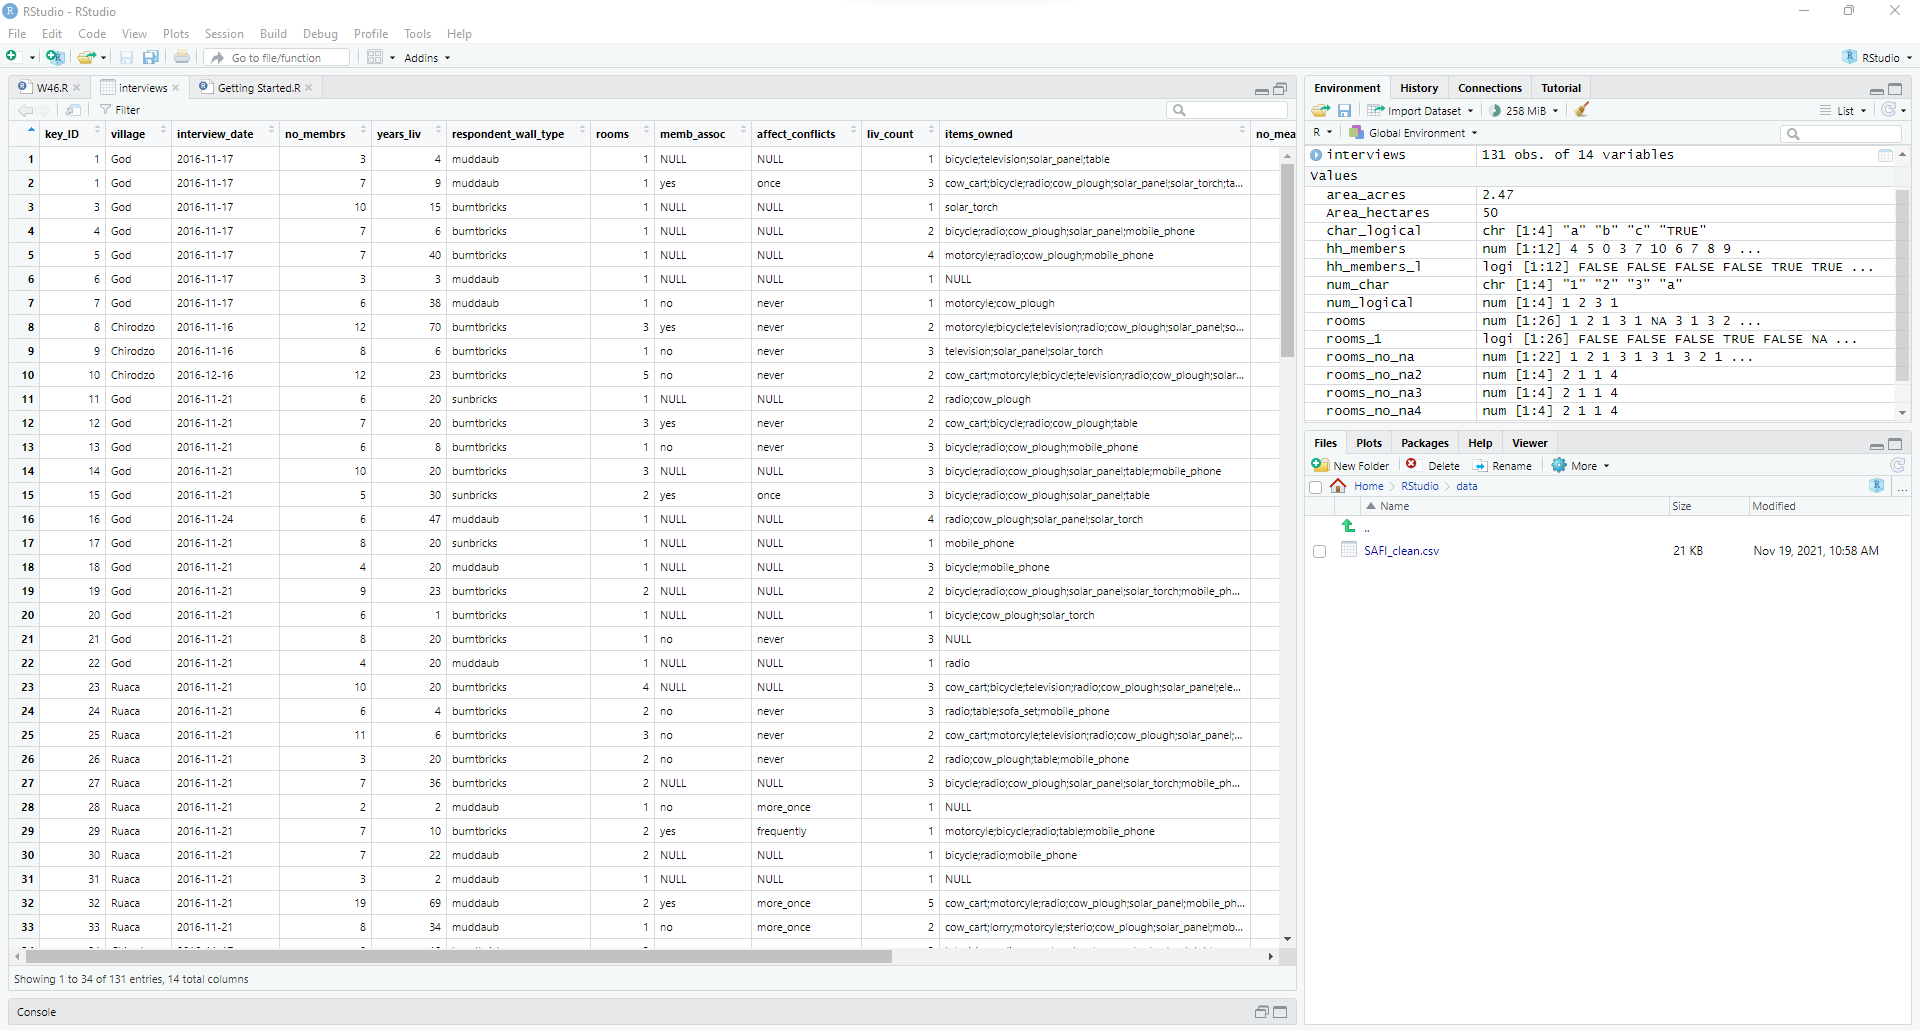 RStudio - RStudio
File Edit Code View Plots Session Build Debug Profile Tools Help
Go to file/function Addins RStudio
W46.R interviews Getting Started.R
Filter
key_ID village interview_date no_membrs years_liv respondent_wall_type rooms memb_assoc affect_conflicts liv_count items_owned no_mea
1 1 God 2016-11-17 3 4 muddaub 1 NULL NULL 1 bicycle;television;solar_panel;table
2 1 God 2016-11-17 7 9 muddaub 1 yes once 3 cow_cart;bicycle;radio;cow_plough;solar_panel;solar_torch;ta...
3 3 God 2016-11-17 10 15 burntbricks 1 NULL NULL 1 solar_torch
4 4 God 2016-11-17 7 6 burntbricks 1 NULL NULL 2 bicycle;radio;cow_plough;solar_panel;mobile_phone
5 5 God 2016-11-17 7 40 burntbricks 1 NULL NULL 4 motorcyle;radio;cow_plough;mobile_phone
6 6 God 2016-11-17 3 3 muddaub 1 NULL NULL 1 NULL
7 7 God 2016-11-17 6 38 muddaub 1 no never 1 motorcyle;cow_plough
8 8 Chirodzo 2016-11-16 12 70 burntbricks 3 yes never 2 motorcyle;bicycle;television;radio;cow_plough;solar_panel;so...
9 9 Chirodzo 2016-11-16 8 6 burntbricks 1 no never 3 television;solar_panel;solar_torch
10 10 Chirodzo 2016-12-16 12 23 burntbricks 5 no never 2 cow_cart;motorcyle;bicycle;television;radio;cow_plough;solar...
11 11 God 2016-11-21 6 20 sunbricks 1 NULL NULL 2 radio;cow_plough
12 12 God 2016-11-21 7 20 burntbricks 3 yes never 2 cow_cart;bicycle;radio;cow_plough;table
13 13 God 2016-11-21 6 8 burntbricks 1 no never 3 bicycle;radio;cow_plough;mobile_phone
14 14 God 2016-11-21 10 20 burntbricks 3 NULL NULL 3 bicycle;radio;cow_plough;solar_panel;table;mobile_phone
15 15 God 2016-11-21 5 30 sunbricks 2 yes once 3 bicycle;radio;cow_plough;solar_panel;table
16 16 God 2016-11-24 6 47 muddaub 1 NULL NULL 4 radio;cow_plough;solar_panel;solar_torch
17 17 God 2016-11-21 8 20 sunbricks 1 NULL NULL 1 mobile_phone
18 18 God 2016-11-21 4 20 muddaub 1 NULL NULL 3 bicycle;mobile_phone
19 19 God 2016-11-21 9 23 burntbricks 2 NULL NULL 2 bicycle;radio;cow_plough;solar_panel;solar_torch;mobile_ph...
20 20 God 2016-11-21 6 1 burntbricks 1 NULL NULL 1 bicycle;cow_plough;solar_torch
21 21 God 2016-11-21 8 20 burntbricks 1 no never 3 NULL
22 22 God 2016-11-21 4 20 muddaub 1 NULL NULL 1 radio
23 23 Ruaca 2016-11-21 10 20 burntbricks 4 NULL NULL 3 cow_cart;bicycle;television;radio;cow_plough;solar_panel;ele...
24 24 Ruaca 2016-11-21 6 4 burntbricks 2 no never 3 radio;table;sofa_set;mobile_phone
25 25 Ruaca 2016-11-21 11 6 burntbricks 3 no never 2 cow_cart;motorcyle;television;radio;cow_plough;solar_panel;...
26 26 Ruaca 2016-11-21 3 20 burntbricks 2 no never 2 radio;cow_plough;table;mobile_phone
27 27 Ruaca 2016-11-21 7 36 burntbricks 2 NULL NULL 3 bicycle;radio;cow_plough;solar_panel;solar_torch;mobile_ph...
28 28 Ruaca 2016-11-21 2 2 muddaub 1 no more_once 1 NULL
29 29 Ruaca 2016-11-21 7 10 burntbricks 2 yes frequently 1 motorcyle;bicycle;radio;table;mobile_phone
30 30 Ruaca 2016-11-21 7 22 muddaub 2 NULL NULL 1 bicycle;radio;mobile_phone
31 31 Ruaca 2016-11-21 3 2 muddaub 1 NULL NULL 1 NULL
32 32 Ruaca 2016-11-21 19 69 muddaub 2 yes more_once 5 cow_cart;motorcyle;radio;cow_plough;solar_panel;mobile_ph...
33 33 Ruaca 2016-11-21 8 34 muddaub 1 no more_once 2 cow_cart;lorry;motorcyle;sterio;cow_plough;solar_panel;mob...
Showing 1 to 34 of 131 entries, 14 total columns
Console
Environment History Connections Tutorial
Import Dataset 258 MiB List
R Global Environment
interviews 131 obs. of 14 variables
Values
area_acres 2.47
Area_hectares 50
char_logical chr [1:4] "a" "b" "c" "TRUE"
hh_members num [1:12] 4 5 0 3 7 10 6 7 8 9 ...
hh_members_l logi [1:12] FALSE FALSE FALSE FALSE TRUE TRUE ...
num_char chr [1:4] "1" "2" "3" "a"
num_logical num [1:4] 1 2 3 1
rooms num [1:26] 1 2 1 3 1 NA 3 1 3 2 ...
rooms_1 logi [1:26] FALSE FALSE FALSE TRUE FALSE NA ...
rooms_no_na num [1:22] 1 2 1 3 1 3 1 3 2 1 ...
rooms_no_na2 num [1:4] 2 1 1 4
rooms_no_na3 num [1:4] 2 1 1 4
rooms_no_na4 num [1:4] 2 1 1 4
Files Plots Packages Help Viewer
New Folder Delete Rename More
Home RStudio data ...
Name Size Modified
..
SAFI_clean.csv 21 KB Nov 19, 2021, 10:58 AM